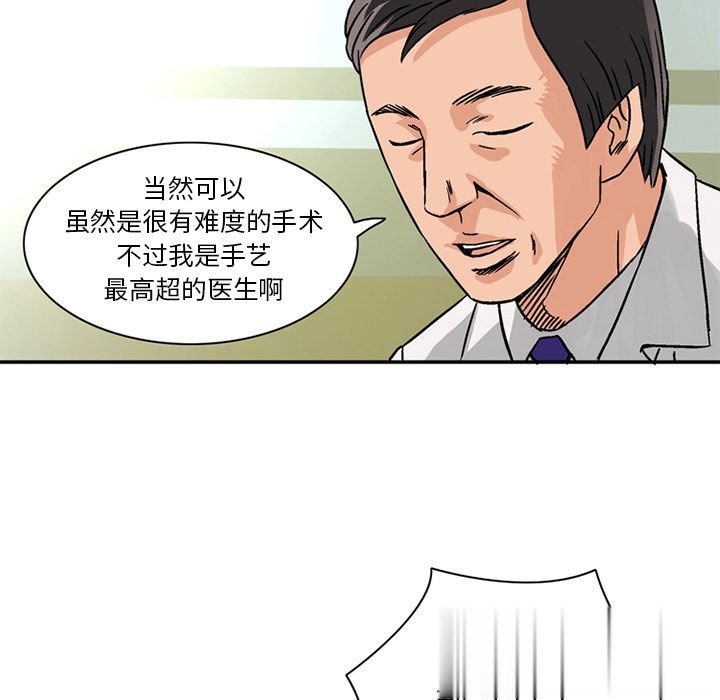 当然可以
虽然是很有难度的手术
不过我是手艺
最高超的医生啊